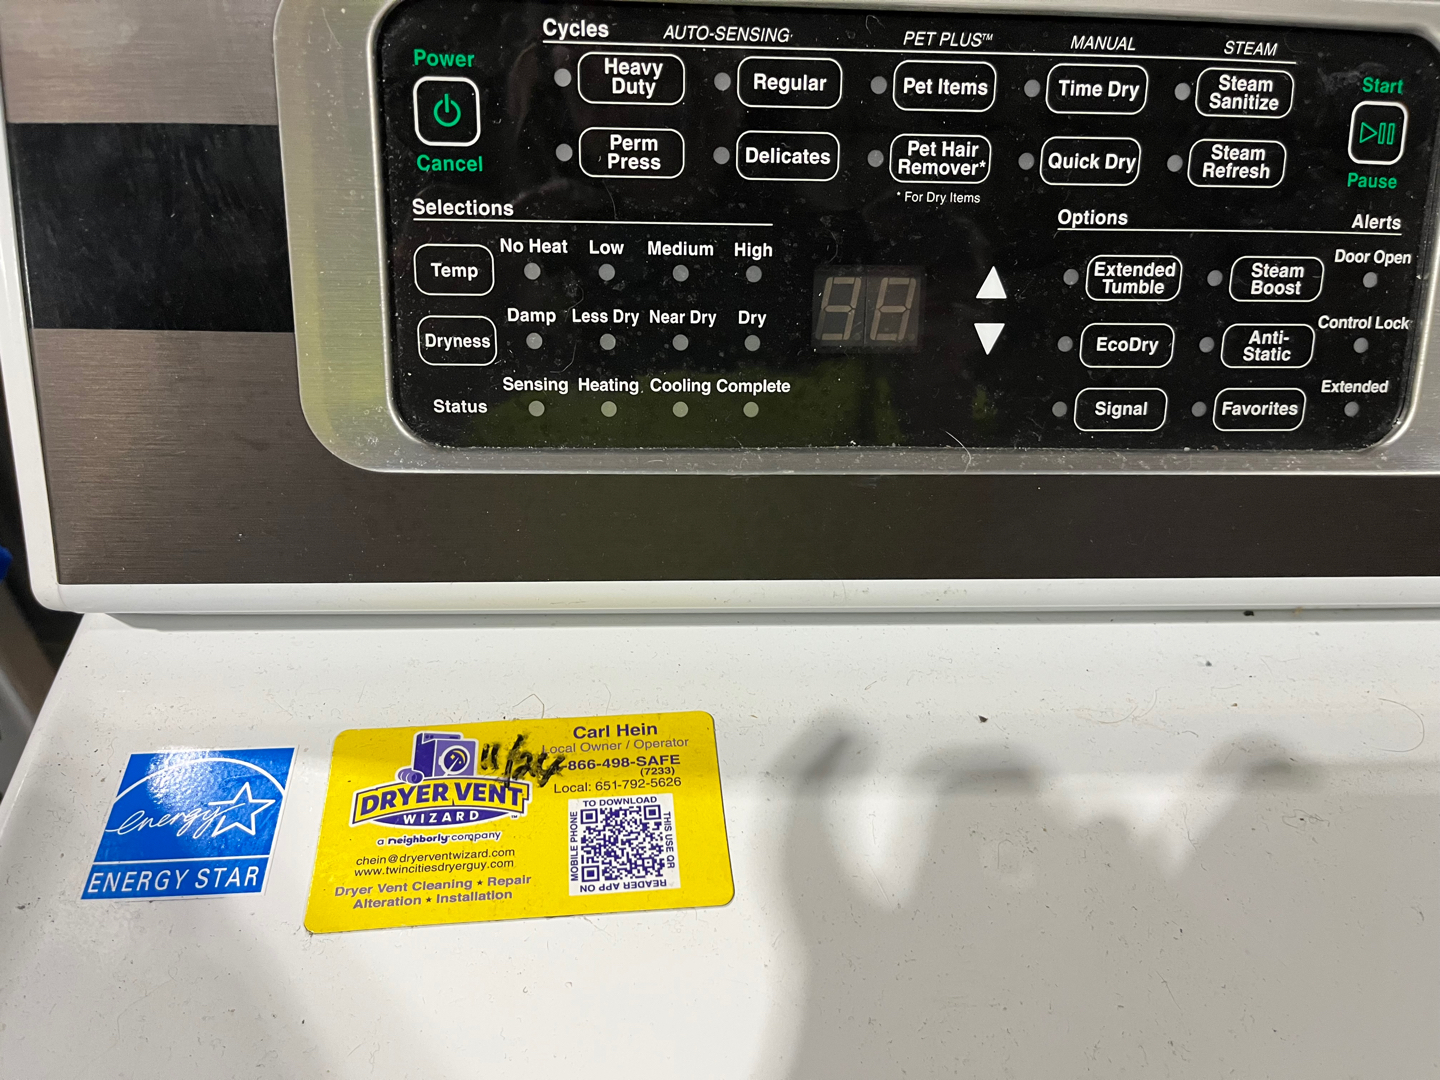 Cycles AUTO-SENSING PET PLUS™ MANUAL STEAM
Power
Cancel
Heavy Duty
Regular
Pet Items
Time Dry
Steam Sanitize
Start
Pause
Perm Press
Delicates
Pet Hair Remover*
Quick Dry
Steam Refresh
* For Dry Items
Selections
Temp
No Heat Low Medium High
Dryness
Damp Less Dry Near Dry Dry
Status
Sensing Heating Cooling Complete
Options
Extended Tumble
Steam Boost
EcoDry
Anti-Static
Signal
Favorites
Alerts
Door Open
Control Lock
Extended
energy
ENERGY STAR
11/24
DRYER VENT
WIZARD™
a neighborly company
chein@dryerventwizard.com
www.twincitiesdryerguy.com
Dryer Vent Cleaning ★ Repair
Alteration ★ Installation
Carl Hein
Local Owner / Operator
866-498-SAFE
(7233)
Local: 651-792-5626
TO DOWNLOAD
THIS USE QR
READER APP ON
MOBILE PHONE